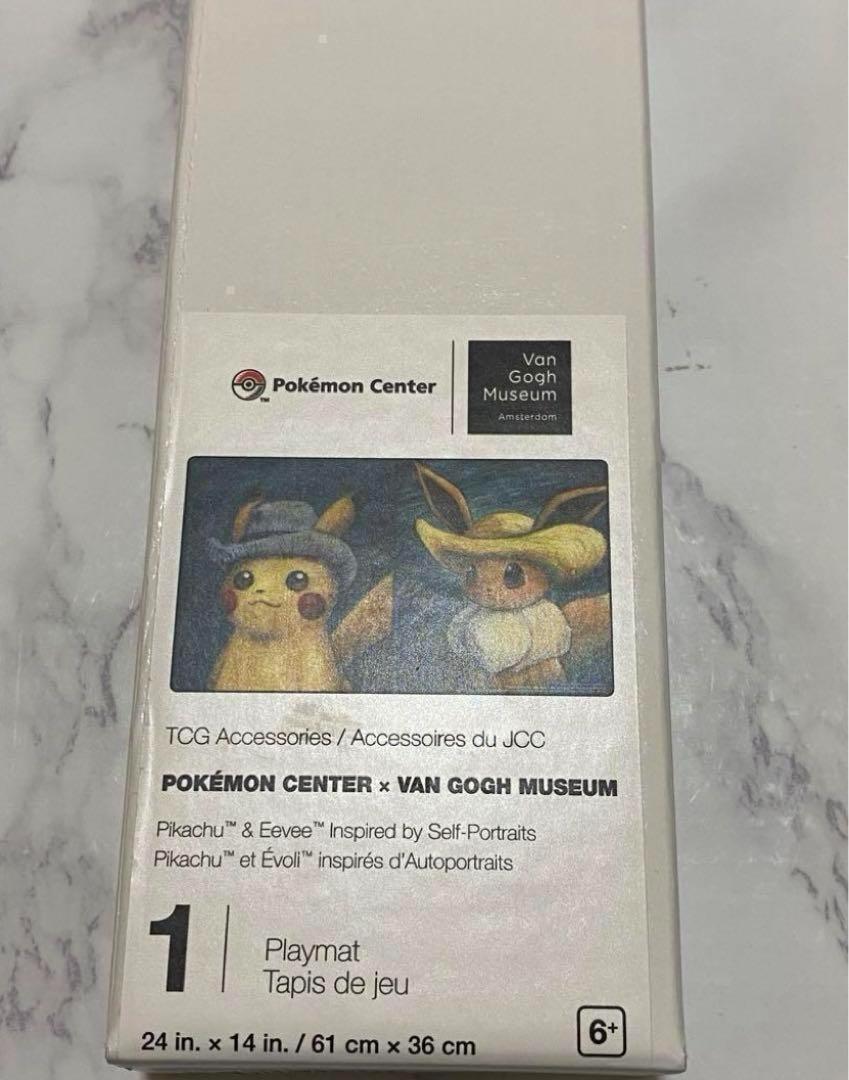 Pokémon Center
™
Van
Gogh
Museum
Amsterdam
TCG Accessories / Accessoires du JCC
POKÉMON CENTER × VAN GOGH MUSEUM
Pikachu™ & Eevee™ Inspired by Self-Portraits
Pikachu™ et Évoli™ inspirés d'Autoportraits
1
Playmat
Tapis de jeu
24 in. × 14 in. / 61 cm × 36 cm
6+